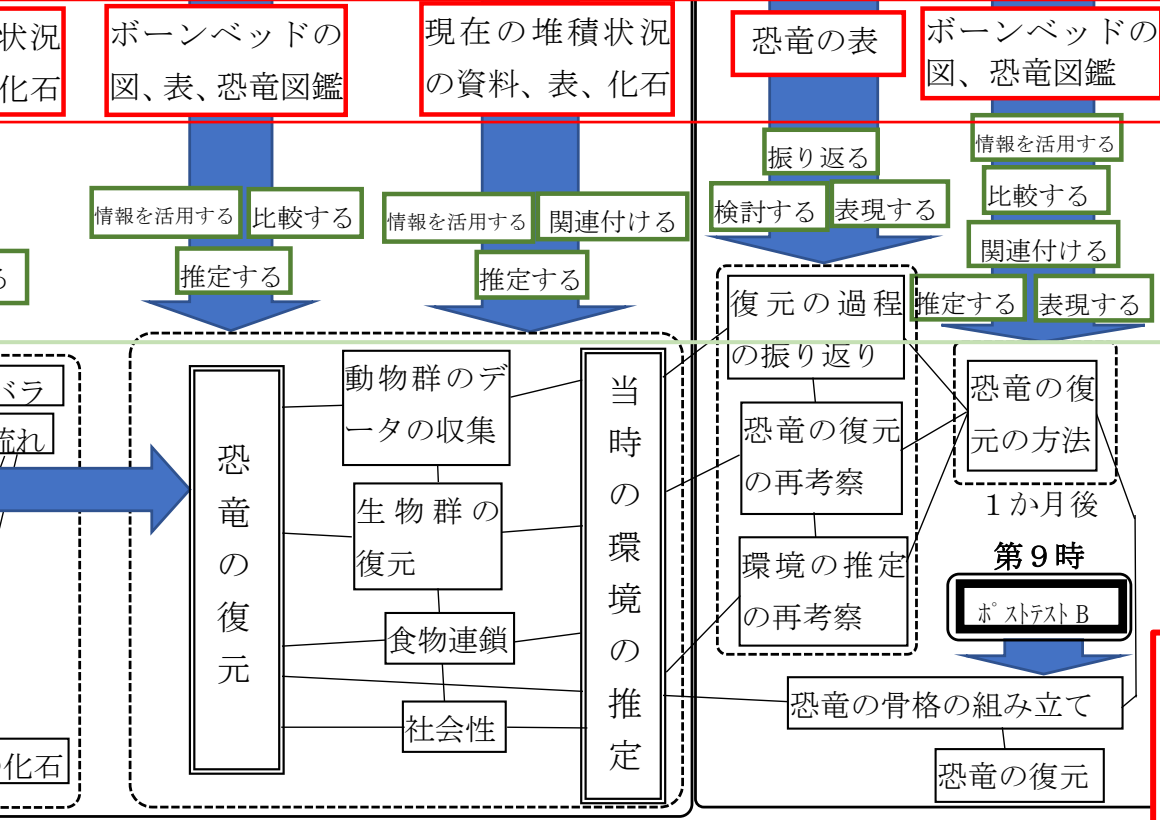 状況
化石
ボーンベッドの
図、表、恐竜図鑑
現在の堆積状況
の資料、表、化石
恐竜の表
ボーンベッドの
図、恐竜図鑑
情報を活用する
比較する
推定する
情報を活用する
関連付ける
推定する
振り返る
検討する
表現する
情報を活用する
比較する
関連付ける
推定する
表現する
る
バラ
流れ
の化石
恐竜の復元
動物群のデ
ータの収集
生物群の
復元
食物連鎖
社会性
当時の環境の推定
復元の過程
の振り返り
恐竜の復元
の再考察
環境の推定
の再考察
恐竜の復
元の方法
１か月後
第９時
ﾎﾟｽﾄﾃｽﾄ B
恐竜の骨格の組み立て
恐竜の復元